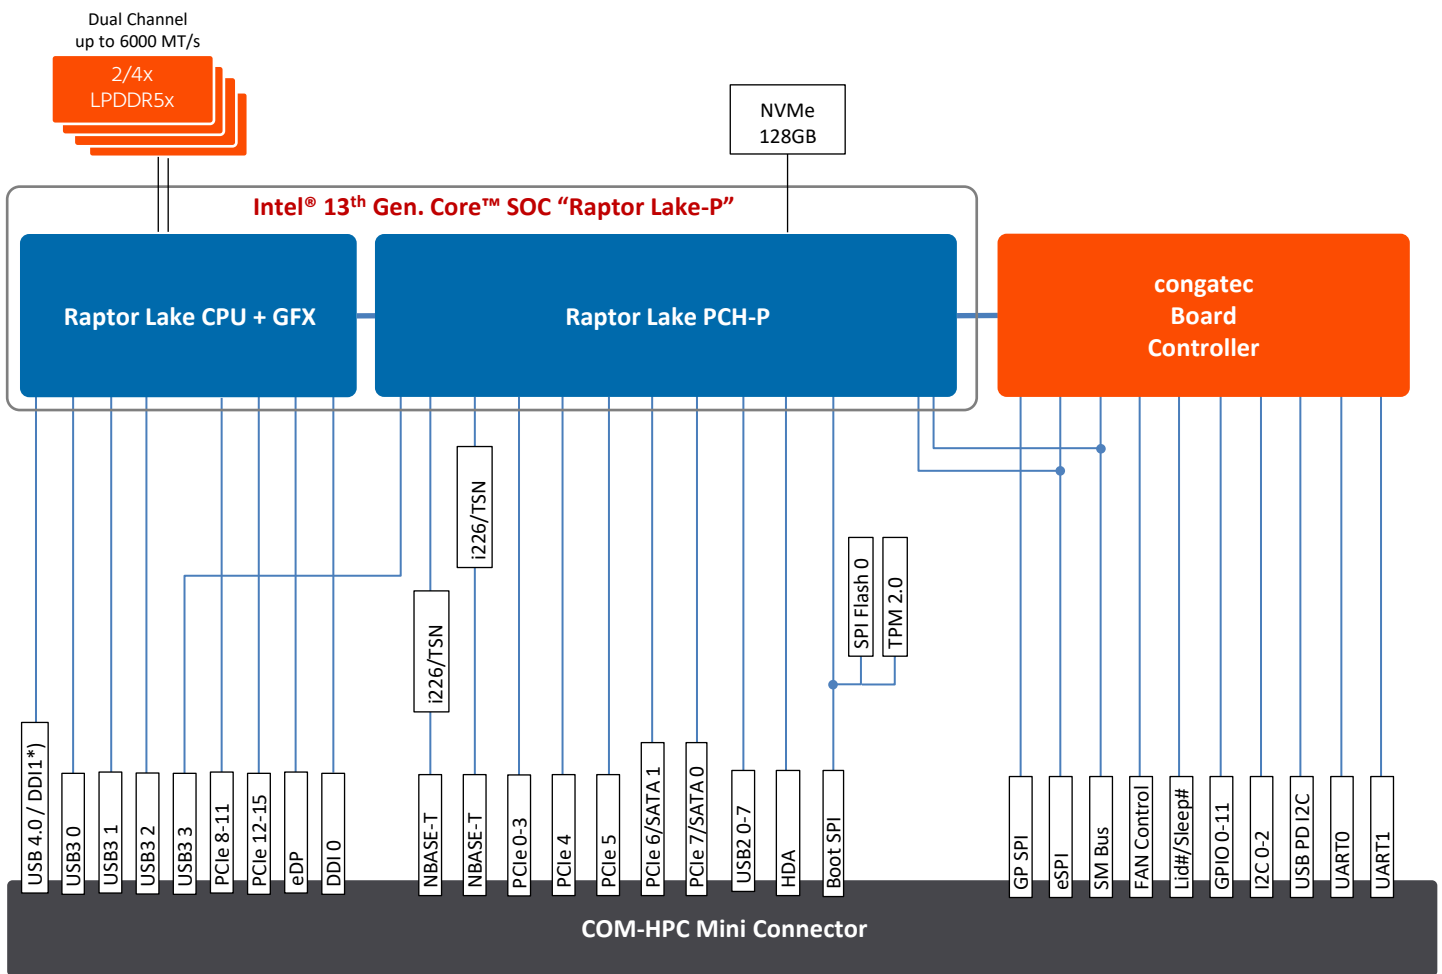 Dual Channel
up to 6000 MT/s
2/4x
LPDDR5x
NVMe
128GB
Intel® 13th Gen. Core™ SOC “Raptor Lake-P”
Raptor Lake CPU + GFX
Raptor Lake PCH-P
congatec
Board
Controller
i226/TSN
i226/TSN
SPI Flash 0
TPM 2.0
USB 4.0 / DDI1*)
USB3 0
USB3 1
USB3 2
USB3 3
PCIe 8-11
PCIe 12-15
eDP
DDI 0
NBASE-T
NBASE-T
PCIe 0-3
PCIe 4
PCIe 5
PCIe 6/SATA 1
PCIe 7/SATA 0
USB2 0-7
HDA
Boot SPI
GP SPI
eSPI
SM Bus
FAN Control
Lid#/Sleep#
GPIO 0-11
I2C 0-2
USB PD I2C
UART0
UART1
COM-HPC Mini Connector